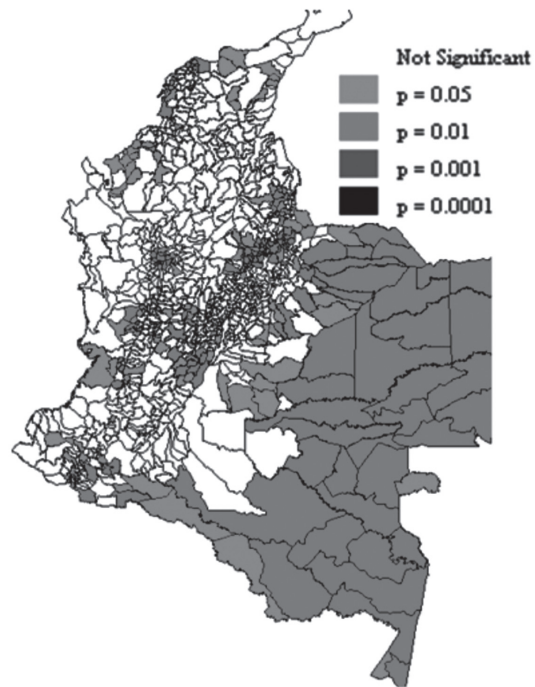 Not Significant
p = 0.05
p = 0.01
p = 0.001
p = 0.0001